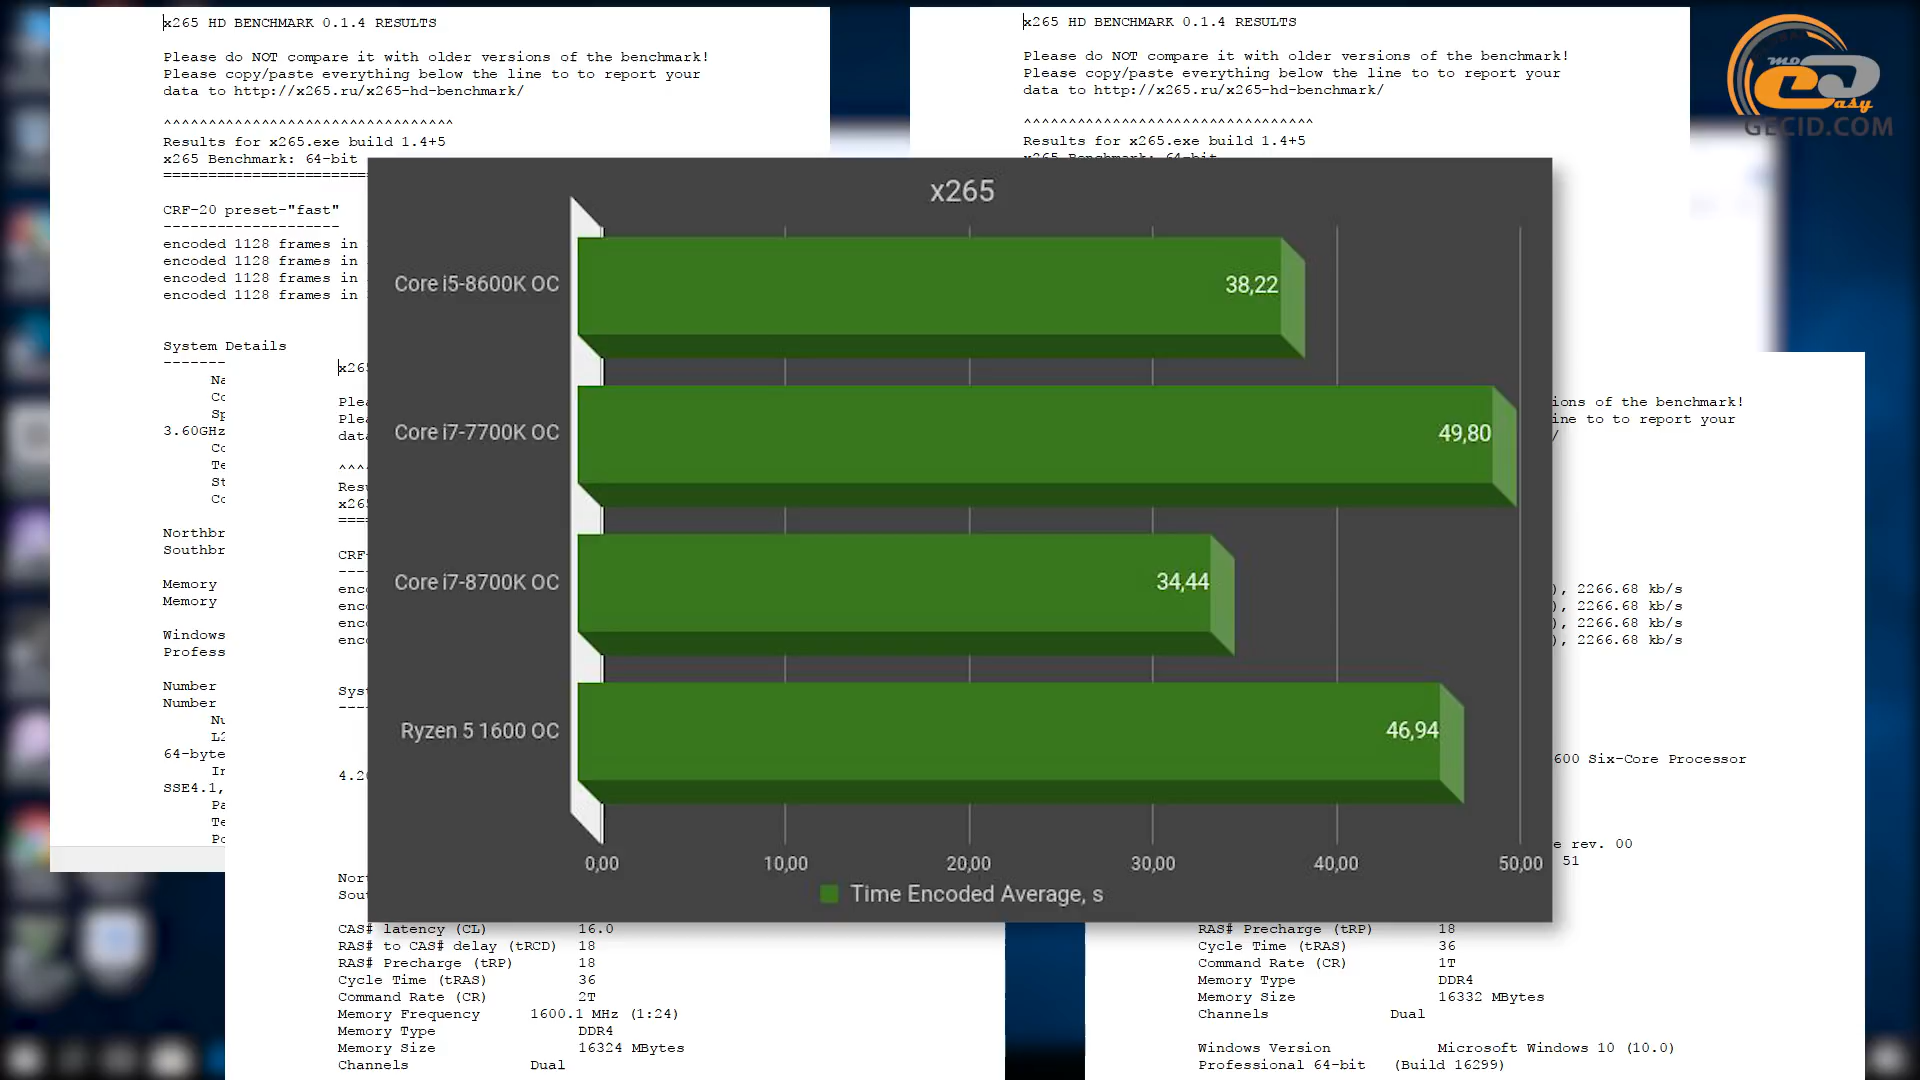 x265 HD BENCHMARK 0.1.4 RESULTS
Please do NOT compare it with older versions of the benchmark!
Please copy/paste everything below the line to to report your
data to http://x265.ru/x265-hd-benchmark/
^^^^^^^^^^^^^^^^^^^^^^^^^^^^^^^^^
Results for x265.exe build 1.4+5
x265 Benchmark: 64-bit
CRF-20 preset="fast"
encoded 1128 frames in
encoded 1128 frames in
encoded 1128 frames in
encoded 1128 frames in
System Details
3.60GHz
Northbr
Southbr
Memory
Memory
Windows
Profess
Number
Number
64-byte
SSE4.1,
x265 HD BENCHMARK 0.1.4 RESULTS
Please do NOT compare it with older versions of the benchmark!
Please copy/paste everything below the line to to report your
data to http://x265.ru/x265-hd-benchmark/
^^^^^^^^^^^^^^^^^^^^^^^^^^^^^^^^^
Results for x265.exe build 1.4+5
MD
easy
GECID.COM
x265
Core i5-8600K OC
38,22
Core i7-7700K OC
49,80
Core i7-8700K OC
34,44
Ryzen 5 1600 OC
46,94
0,00 10,00 20,00 30,00 40,00 50,00
Time Encoded Average, s
ions of the benchmark!
ine to to report your
), 2266.68 kb/s
), 2266.68 kb/s
), 2266.68 kb/s
), 2266.68 kb/s
600 Six-Core Processor
e rev. 00
51
CAS# latency (CL) 16.0
RAS# to CAS# delay (tRCD) 18
RAS# Precharge (tRP) 18
Cycle Time (tRAS) 36
Command Rate (CR) 2T
Memory Frequency 1600.1 MHz (1:24)
Memory Type DDR4
Memory Size 16324 MBytes
Channels Dual
RAS# Precharge (tRP) 18
Cycle Time (tRAS) 36
Command Rate (CR) 1T
Memory Type DDR4
Memory Size 16332 MBytes
Channels Dual
Windows Version Microsoft Windows 10 (10.0)
Professional 64-bit (Build 16299)